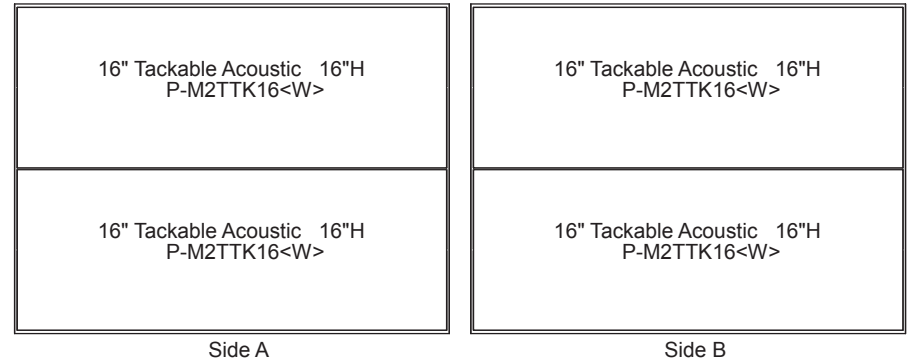 16" Tackable Acoustic   16"H
P-M2TTK16<W>
16" Tackable Acoustic   16"H
P-M2TTK16<W>
Side A
16" Tackable Acoustic   16"H
P-M2TTK16<W>
16" Tackable Acoustic   16"H
P-M2TTK16<W>
Side B